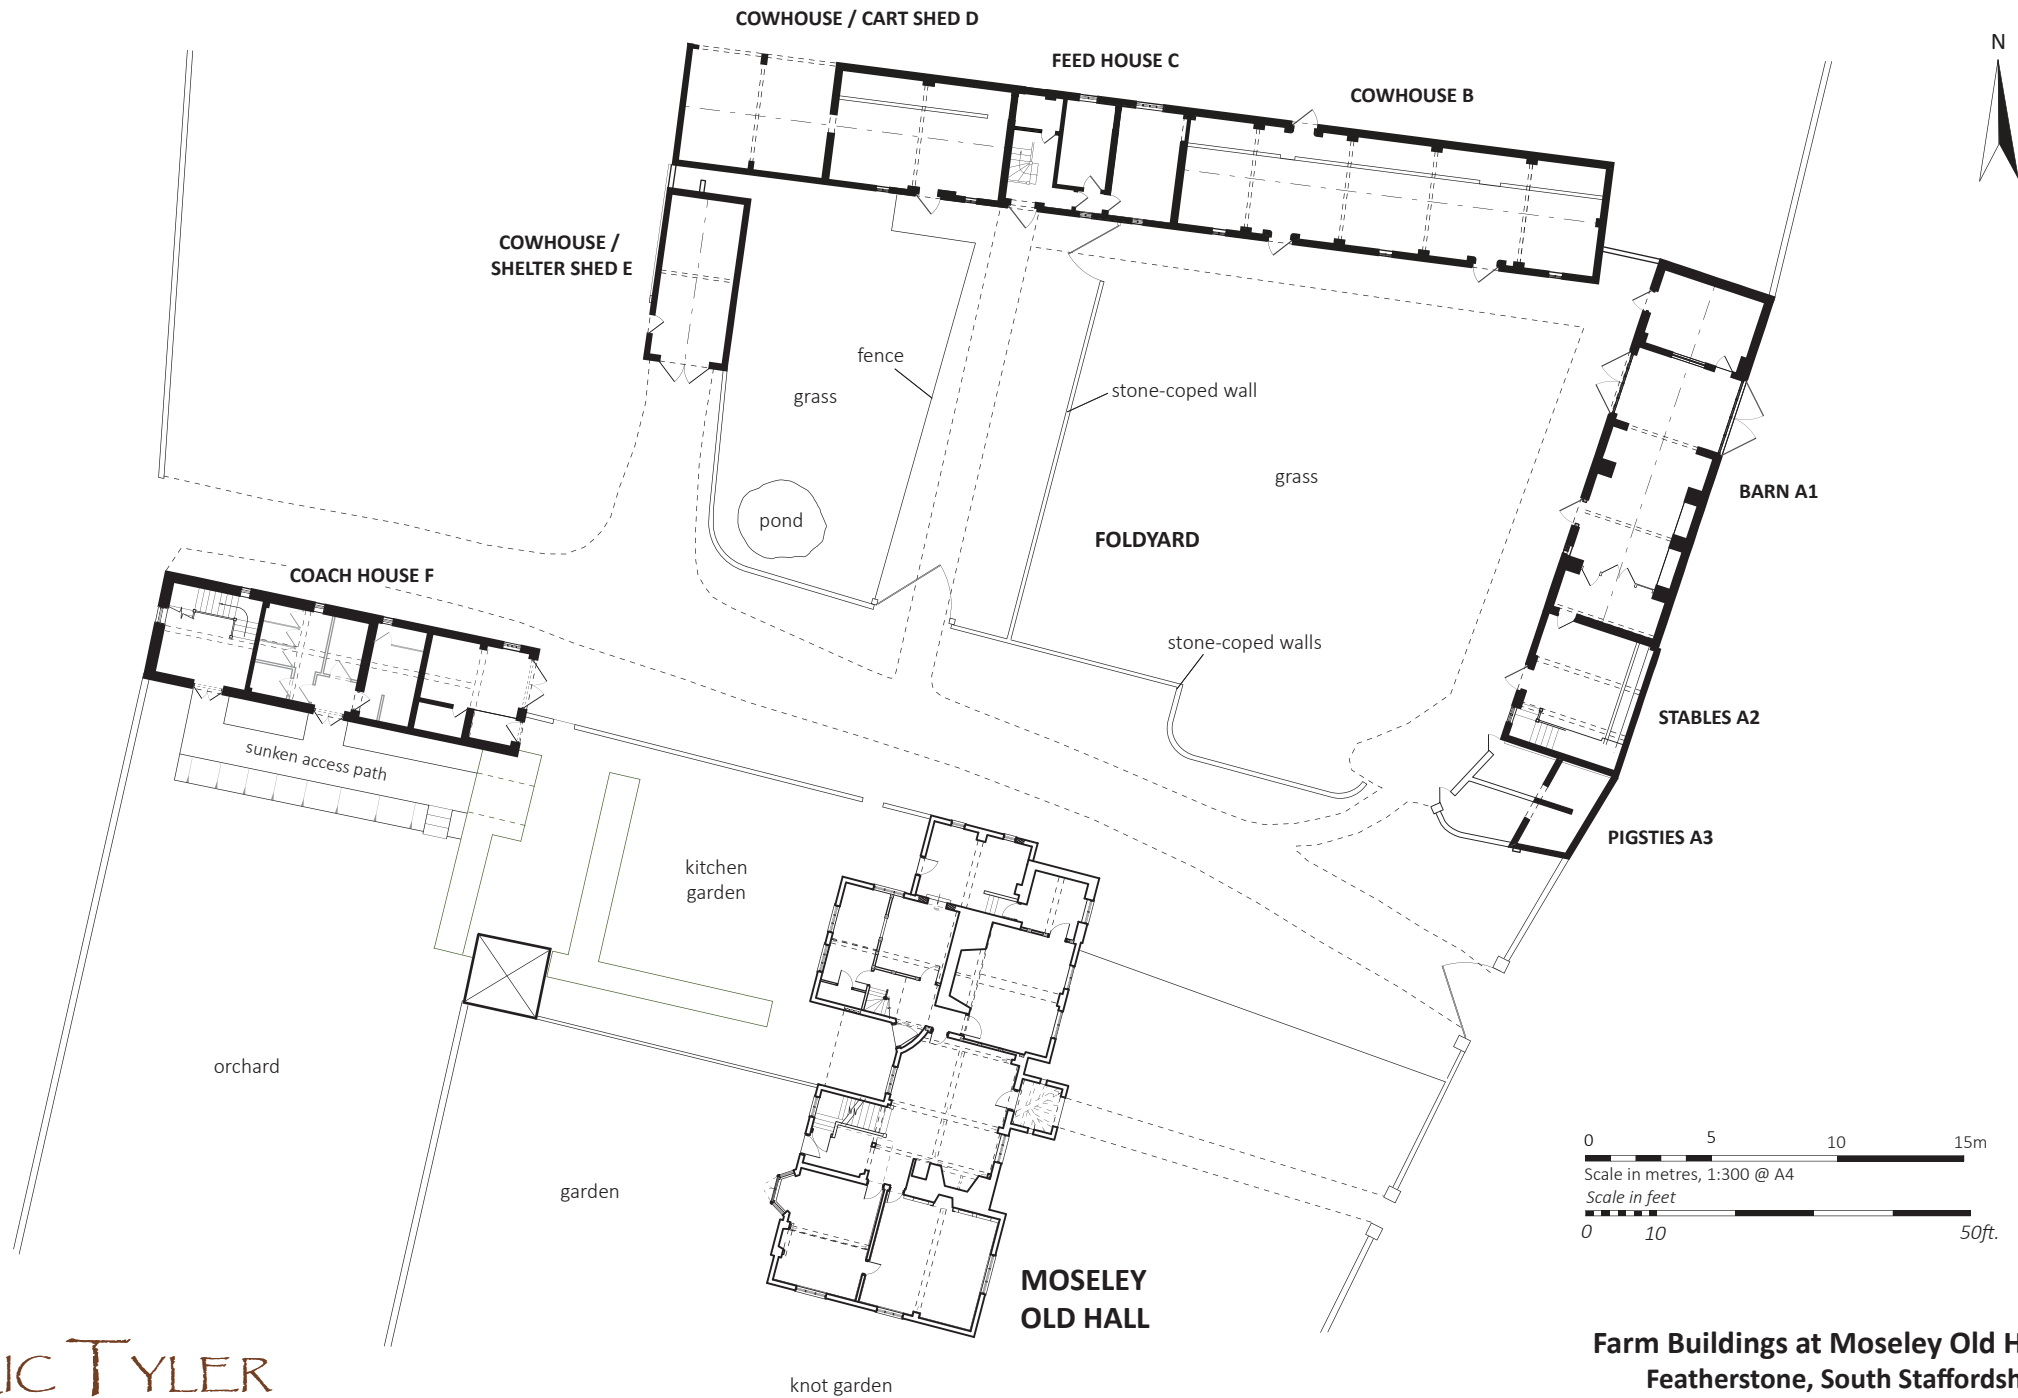 COWHOUSE / CART SHED D
FEED HOUSE C
COWHOUSE B
N
COWHOUSE /
SHELTER SHED E
fence
grass
stone-coped wall
grass
BARN A1
pond
FOLDYARD
COACH HOUSE F
stone-coped walls
STABLES A2
sunken access path
PIGSTIES A3
kitchen
garden
orchard
garden
0 5 10 15m
Scale in metres, 1:300 @ A4
Scale in feet
0 10 50ft.
MOSELEY
OLD HALL
Farm Buildings at Moseley Old H
Featherstone, South Staffordsh
IC TYLER
knot garden